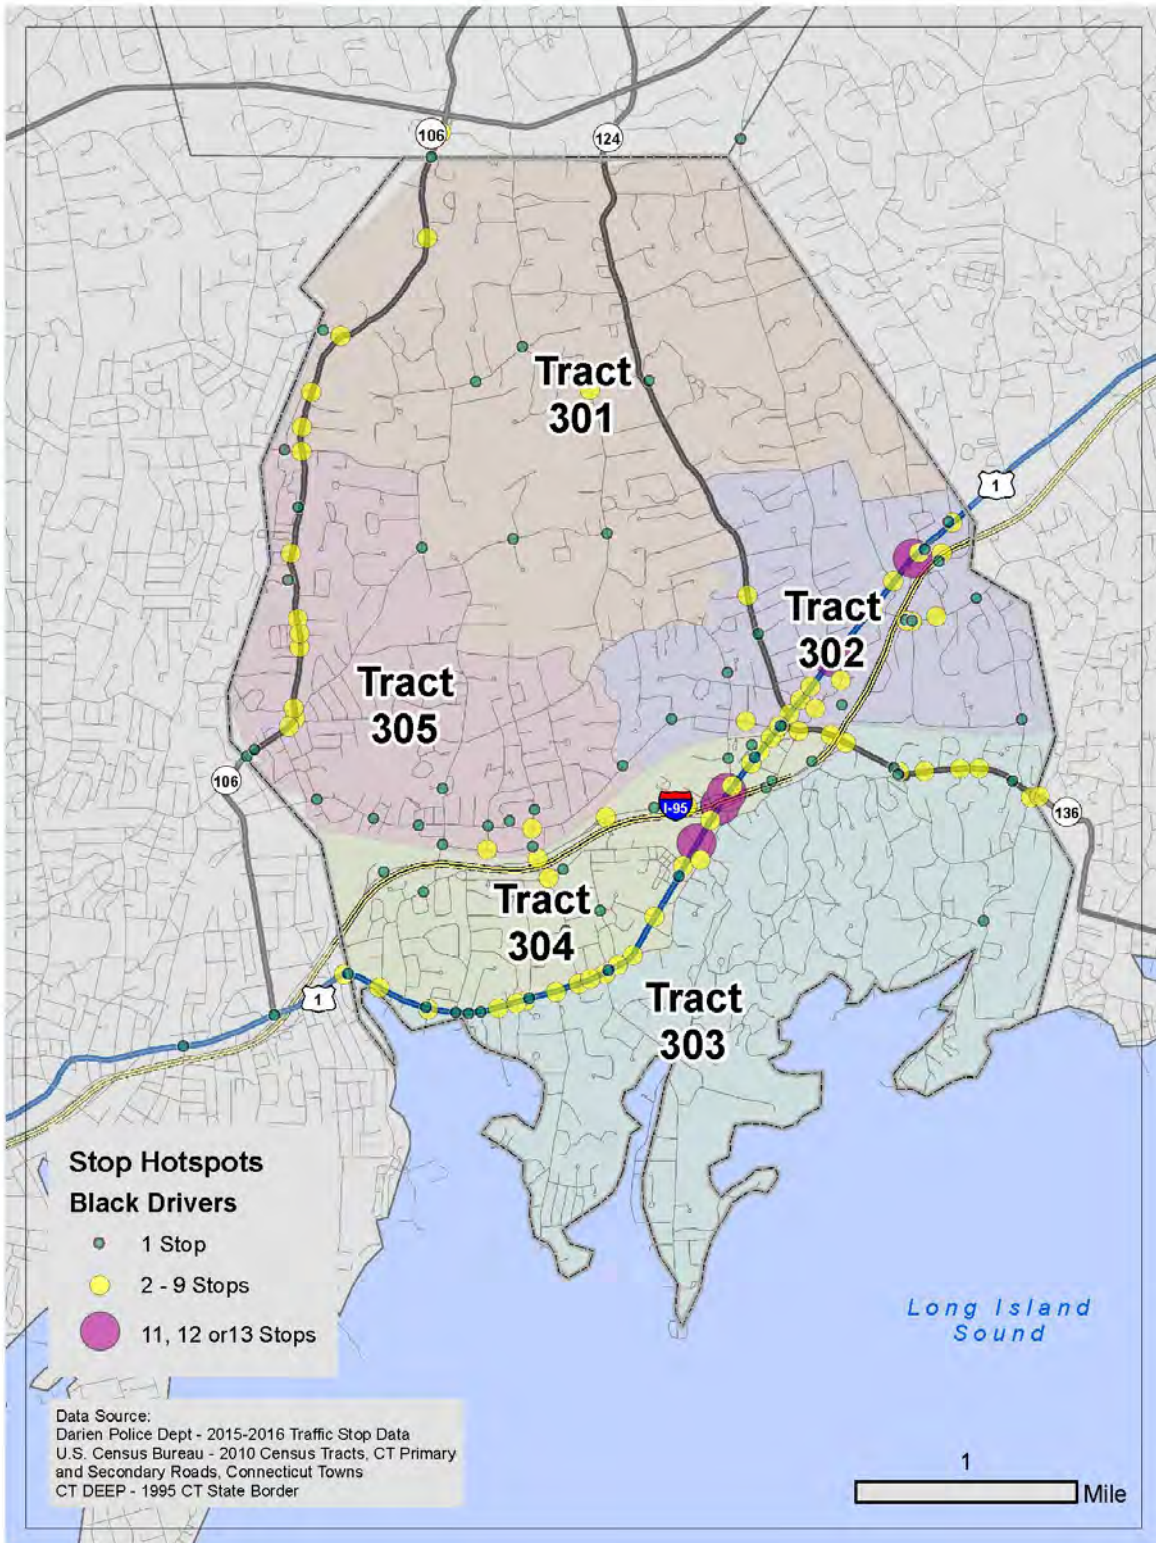 106
124
Tract
301
1
Tract
302
Tract
305
106
I-95
136
Tract
304
1
Tract
303
Stop Hotspots
Black Drivers
1 Stop
2 - 9 Stops
11, 12 or13 Stops
Long Island
Sound
Data Source:
Darien Police Dept - 2015-2016 Traffic Stop Data
U.S. Census Bureau - 2010 Census Tracts, CT Primary
and Secondary Roads, Connecticut Towns
CT DEEP - 1995 CT State Border
1
Mile